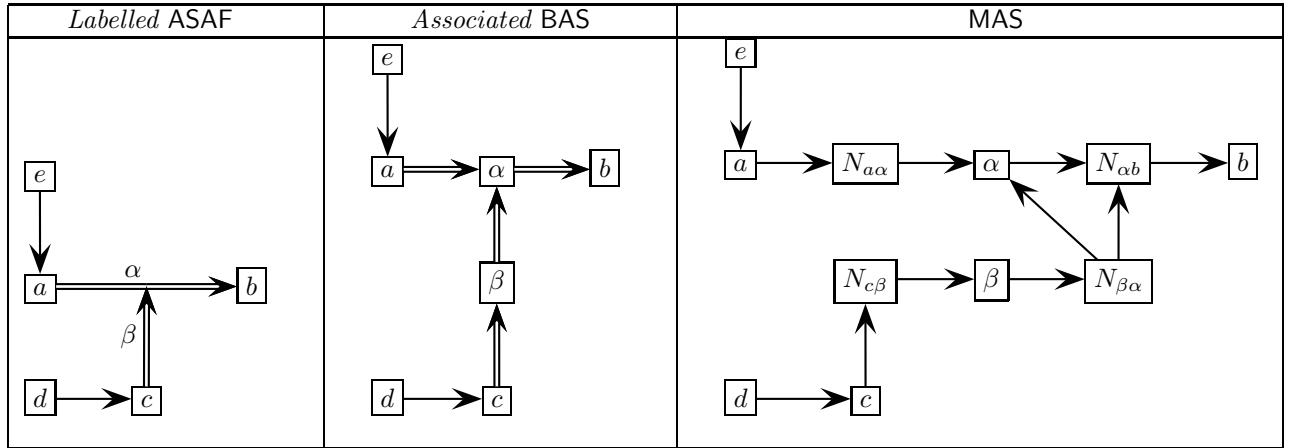 Labelled ASAF
Associated BAS
MAS
e
a
α
b
β
d
c
e
a
α
b
β
d
c
e
a
N_{aα}
α
N_{αb}
b
N_{cβ}
β
N_{βα}
d
c